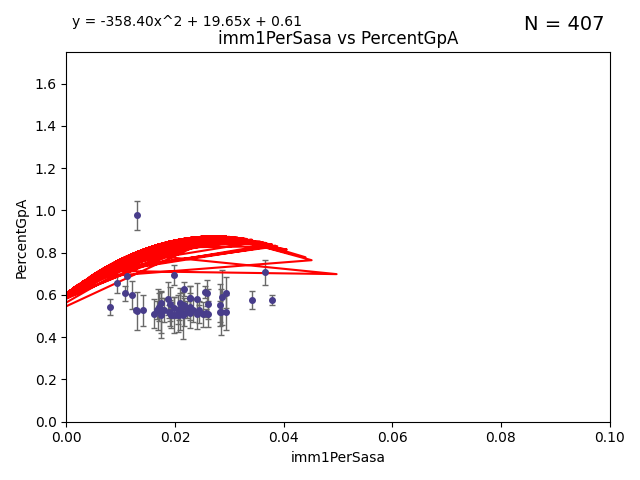 y = -358.40x^2 + 19.65x + 0.61
N = 407
imm1PerSasa vs PercentGpA
1.6
1.4
1.2
1.0
0.8
0.6
0.4
0.2
0.0
PercentGpA
0.00 0.02 0.04 0.06 0.08 0.10
imm1PerSasa